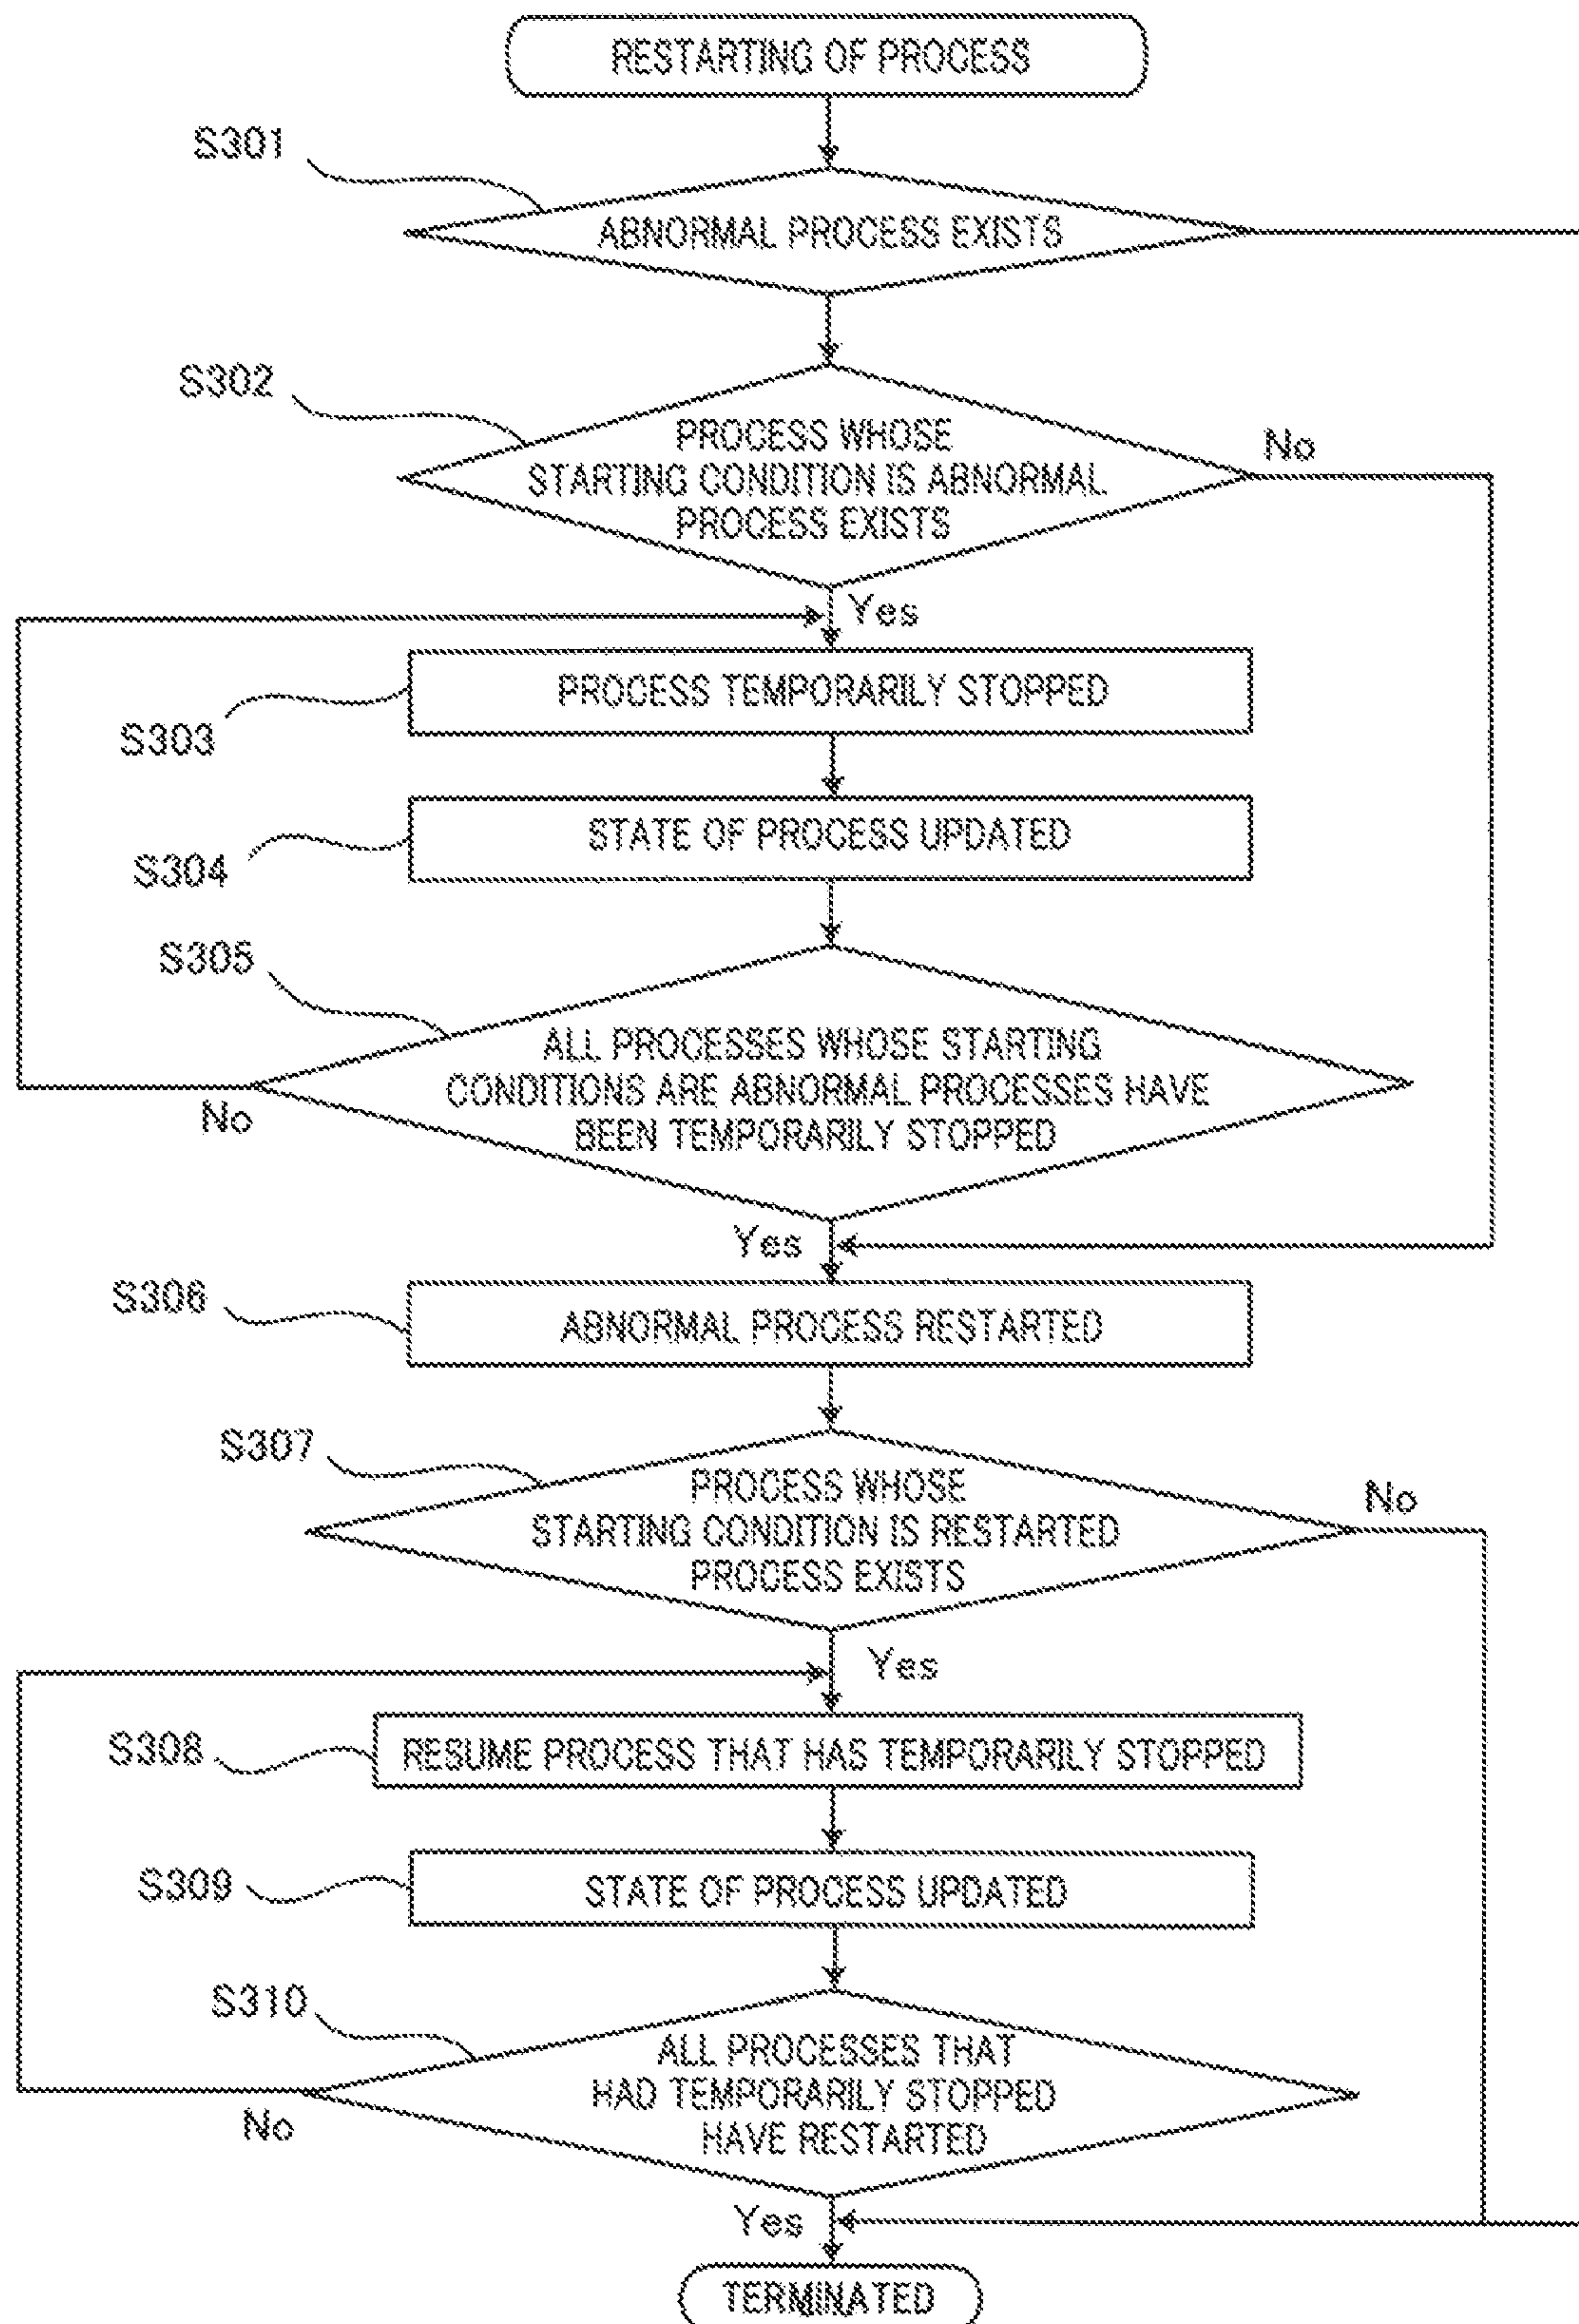 RESTARTING OF PROCESS
S301
ABNORMAL PROCESS EXISTS
S302
PROCESS WHOSE
STARTING CONDITION IS ABNORMAL
PROCESS EXISTS
No
Yes
PROCESS TEMPORARILY STOPPED
S303
STATE OF PROCESS UPDATED
S304
S305
ALL PROCESSES WHOSE STARTING
CONDITIONS ARE ABNORMAL PROCESSES HAVE
BEEN TEMPORARILY STOPPED
No
Yes
S306
ABNORMAL PROCESS RESTARTED
S307
PROCESS WHOSE
STARTING CONDITION IS RESTARTED
PROCESS EXISTS
No
Yes
S308
RESUME PROCESS THAT HAS TEMPORARILY STOPPED
S309
STATE OF PROCESS UPDATED
S310
ALL PROCESSES THAT
HAD TEMPORARILY STOPPED
HAVE RESTARTED
No
Yes
TERMINATED